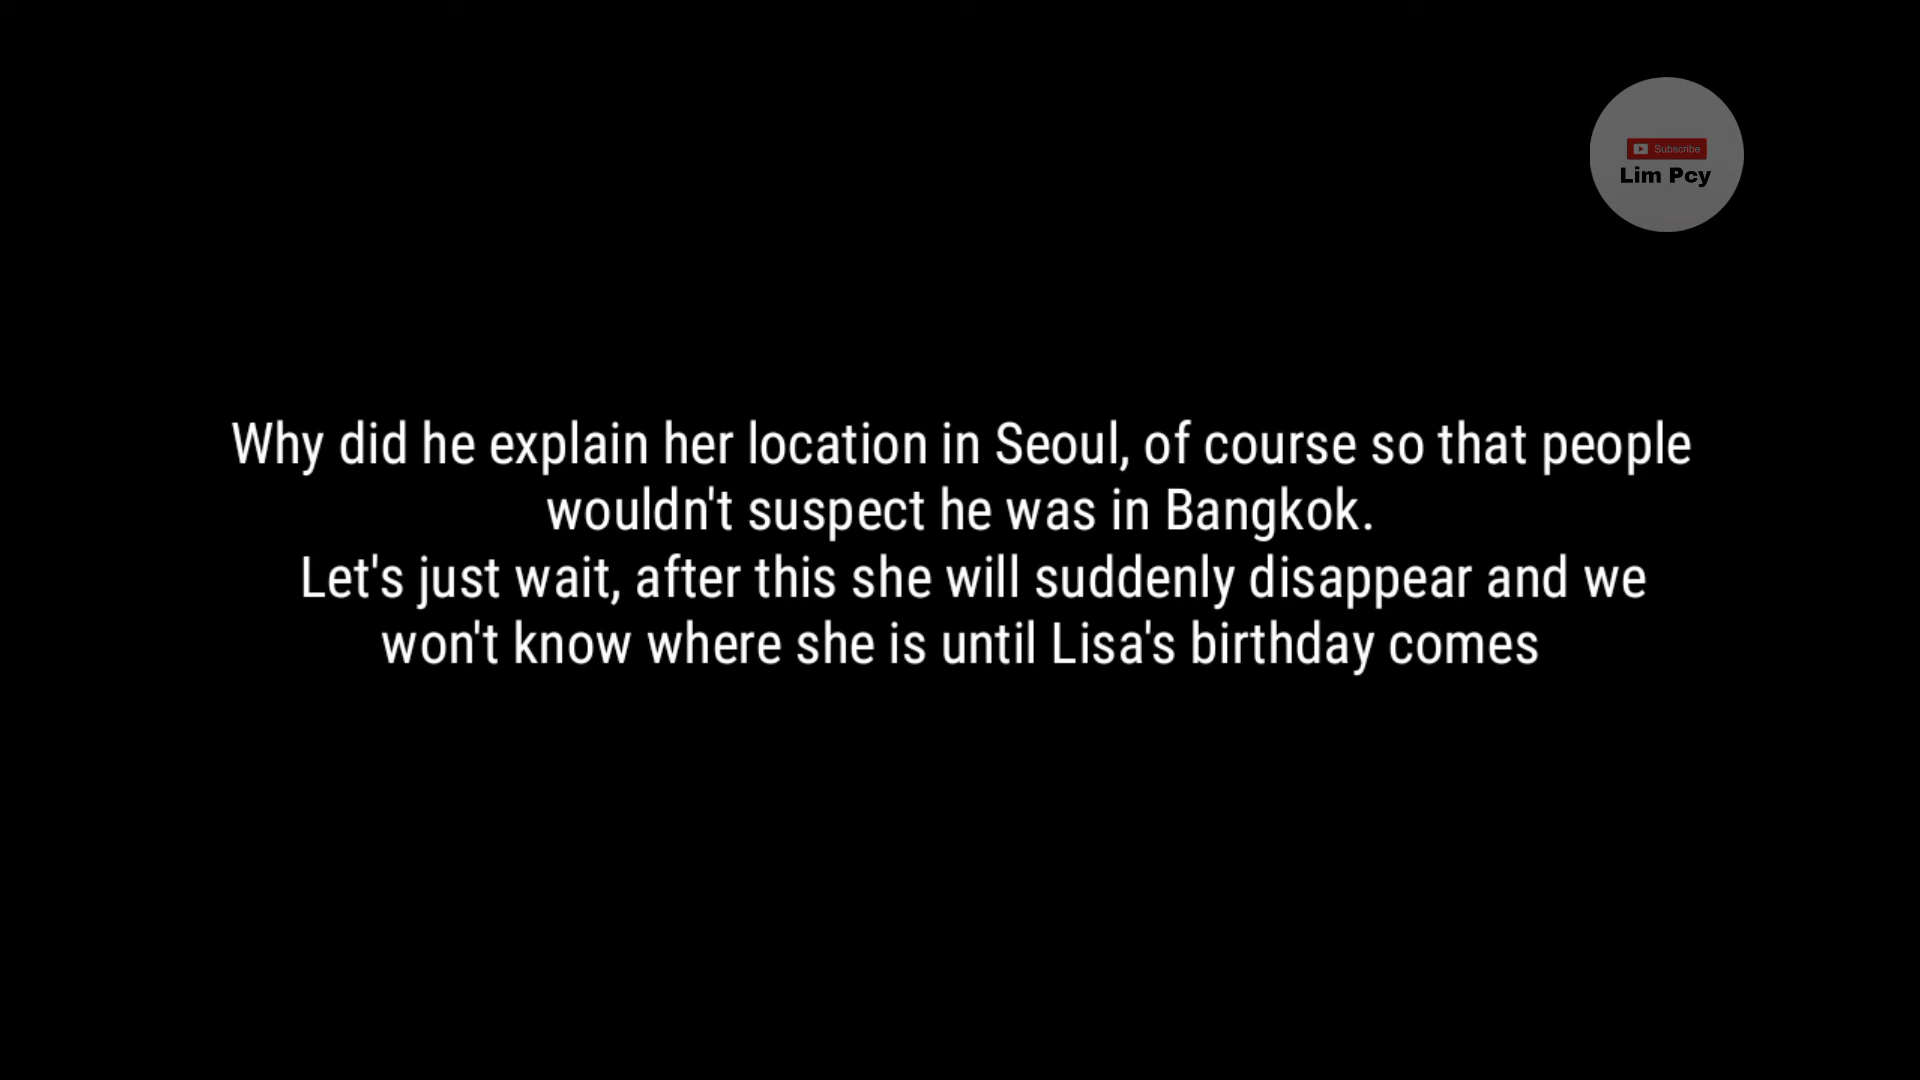 Subscribe
Lim Pcy
Why did he explain her location in Seoul, of course so that people
wouldn't suspect he was in Bangkok.
Let's just wait, after this she will suddenly disappear and we
won't know where she is until Lisa's birthday comes